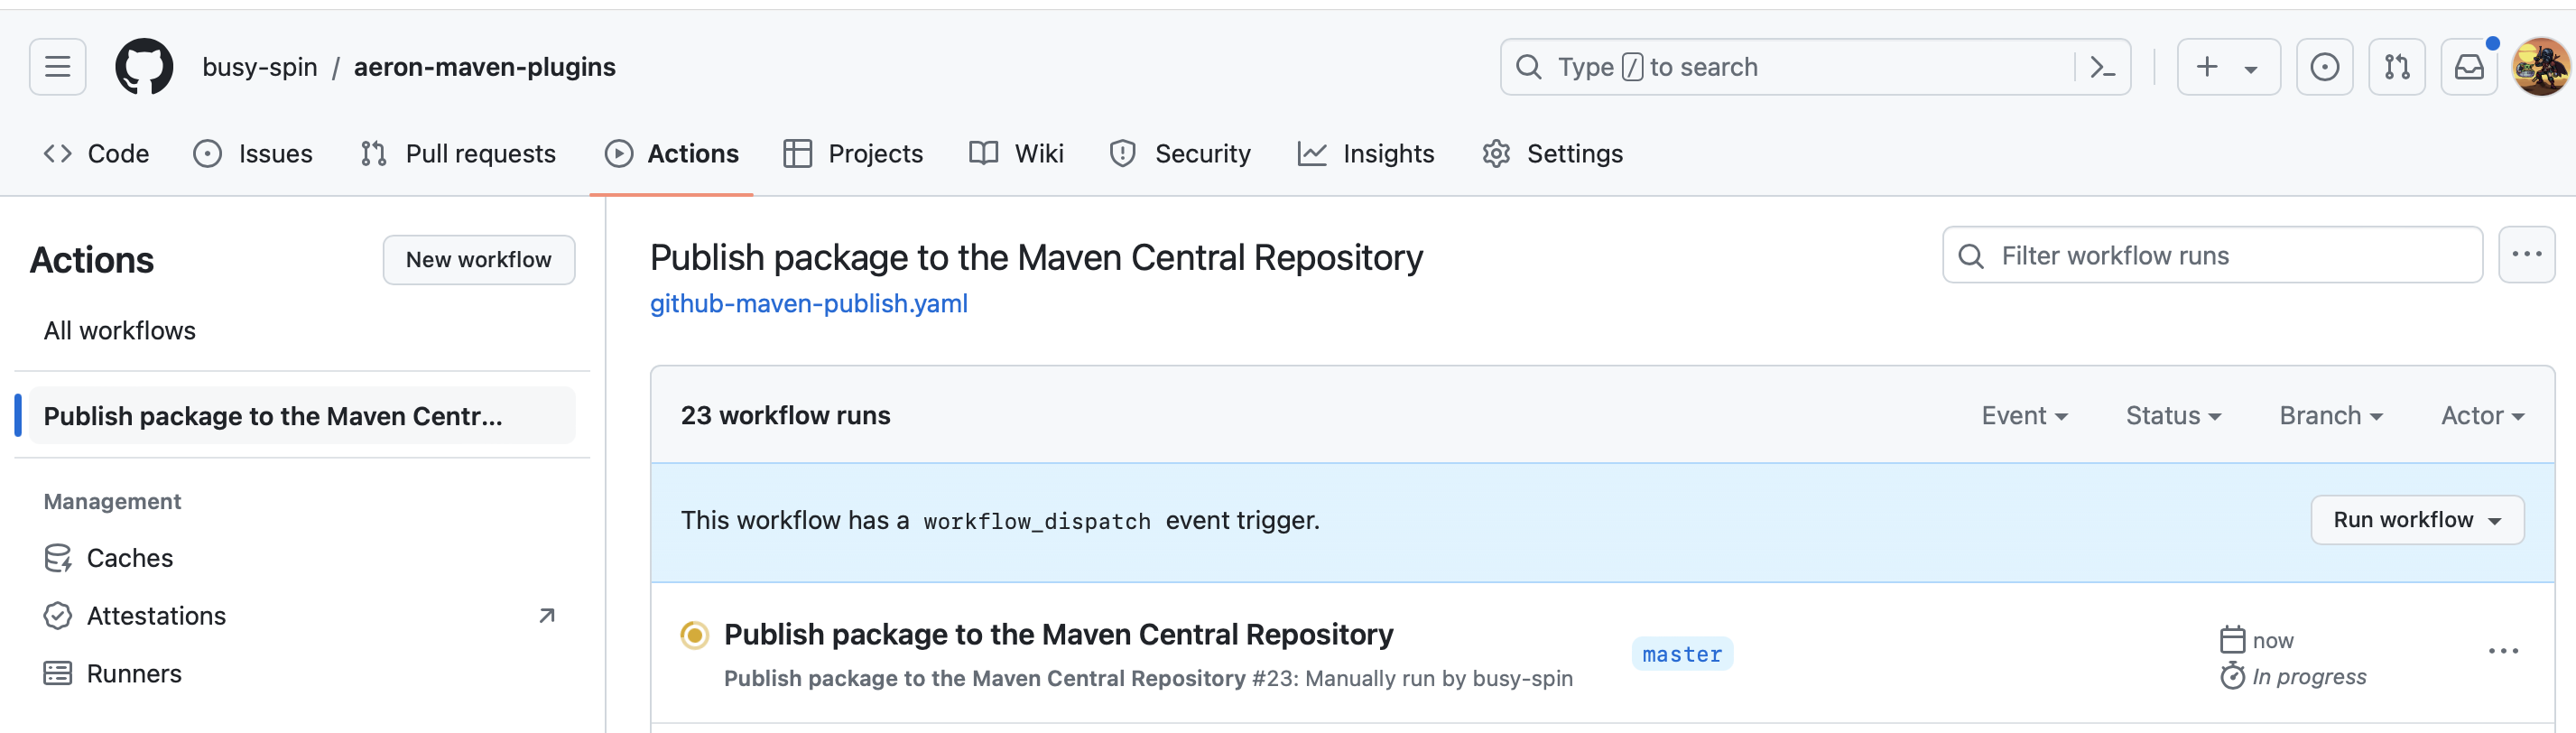 busy-spin / aeron-maven-plugins
Type / to search
Code Issues Pull requests Actions Projects Wiki Security Insights Settings
Actions
New workflow
All workflows
Publish package to the Maven Centr...
Management
Caches
Attestations
Runners
Publish package to the Maven Central Repository
github-maven-publish.yaml
Filter workflow runs
23 workflow runs
Event Status Branch Actor
This workflow has a workflow_dispatch event trigger.
Run workflow
Publish package to the Maven Central Repository
Publish package to the Maven Central Repository #23: Manually run by busy-spin
master
now
In progress